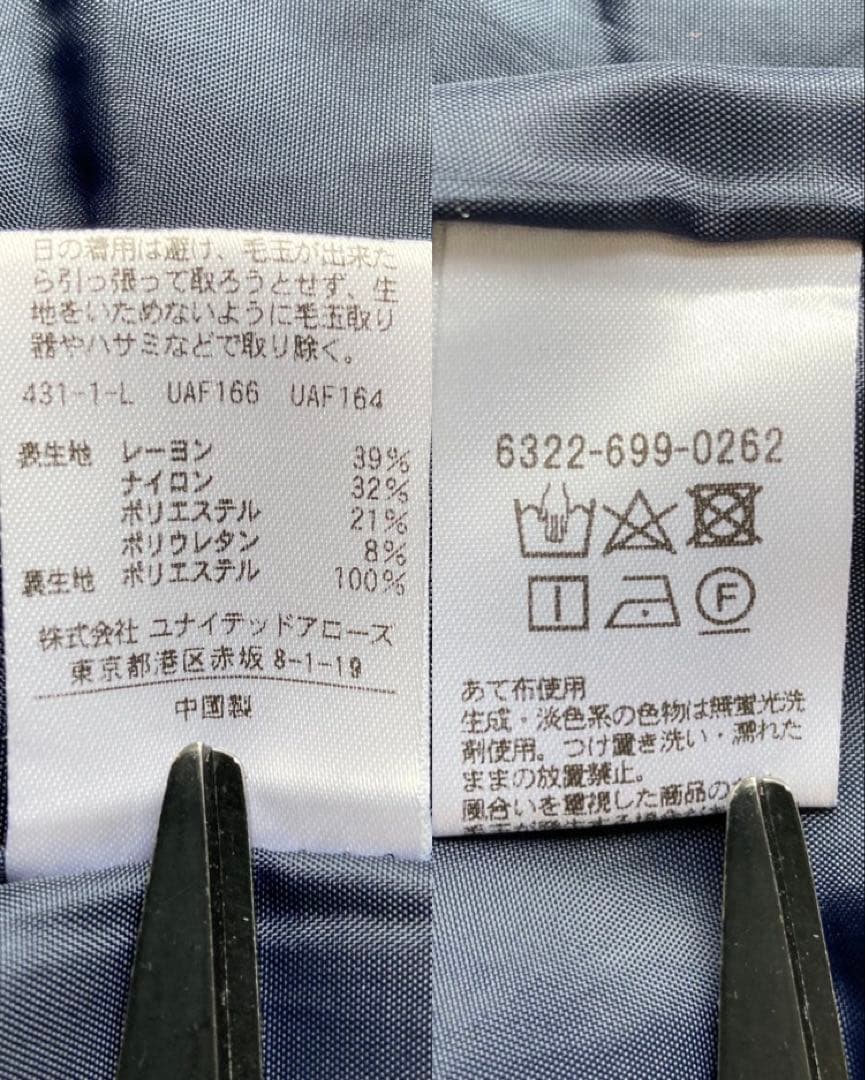 日の着用は避け、毛玉が出来た
ら引っ張って取ろうとせず、生
地をいためないように毛玉取り
器やハサミなどで取り除く。
431-1-L UAF166 UAF164
表生地 レーヨン 39%
ナイロン 32%
ポリエステル 21%
ポリウレタン 8%
裏生地 ポリエステル 100%
株式会社 ユナイテッドアローズ
東京都港区赤坂 8-1-19
中国製
6322-699-0262
F
あて布使用
生成・淡色系の色物は無蛍光洗
剤使用。つけ置き洗い・濡れた
ままの放置禁止。
風合いを重視した商品の